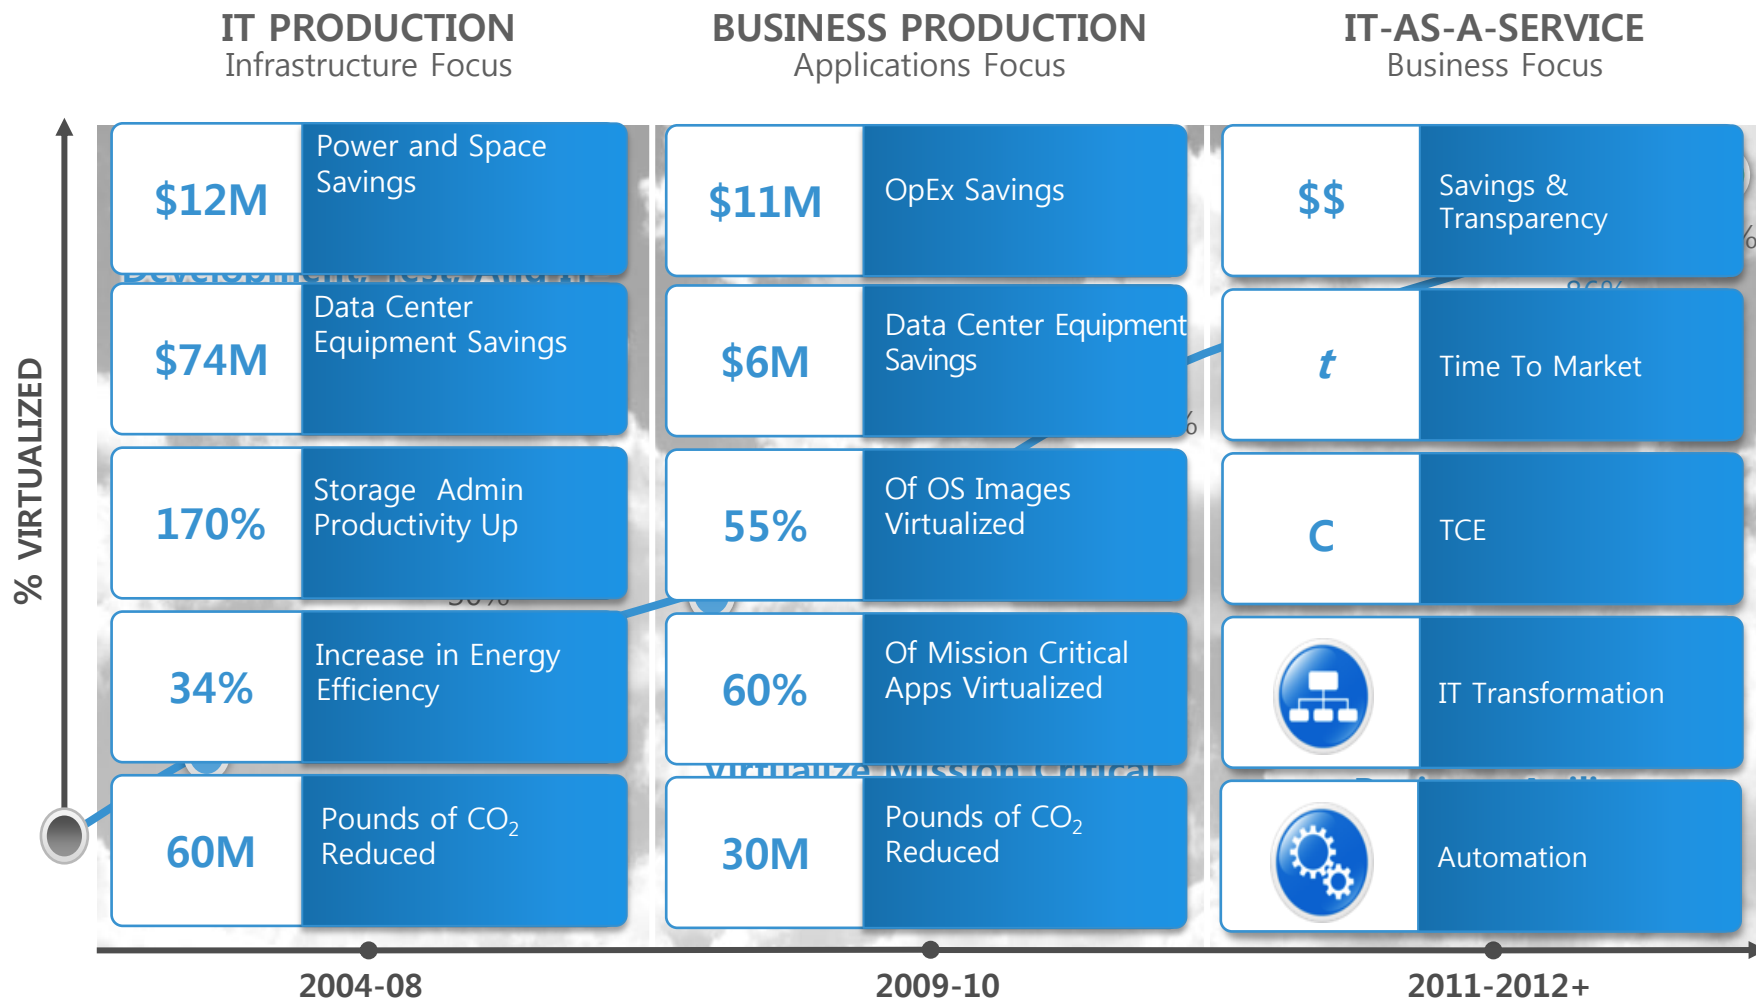 IT PRODUCTION
Infrastructure Focus
BUSINESS PRODUCTION
Applications Focus
IT-AS-A-SERVICE
Business Focus
% VIRTUALIZED
$12M
Power and Space
Savings
$74M
Data Center
Equipment Savings
170%
Storage Admin
Productivity Up
34%
Increase in Energy
Efficiency
60M
Pounds of CO2
Reduced
$11M
OpEx Savings
$6M
Data Center Equipment
Savings
55%
Of OS Images
Virtualized
60%
Of Mission Critical
Apps Virtualized
Virtualize Mission Critical
30M
Pounds of CO2
Reduced
$$
Savings &
Transparency
%
t
Time To Market
C
TCE
IT Transformation
Automation
2004-08
2009-10
2011-2012+